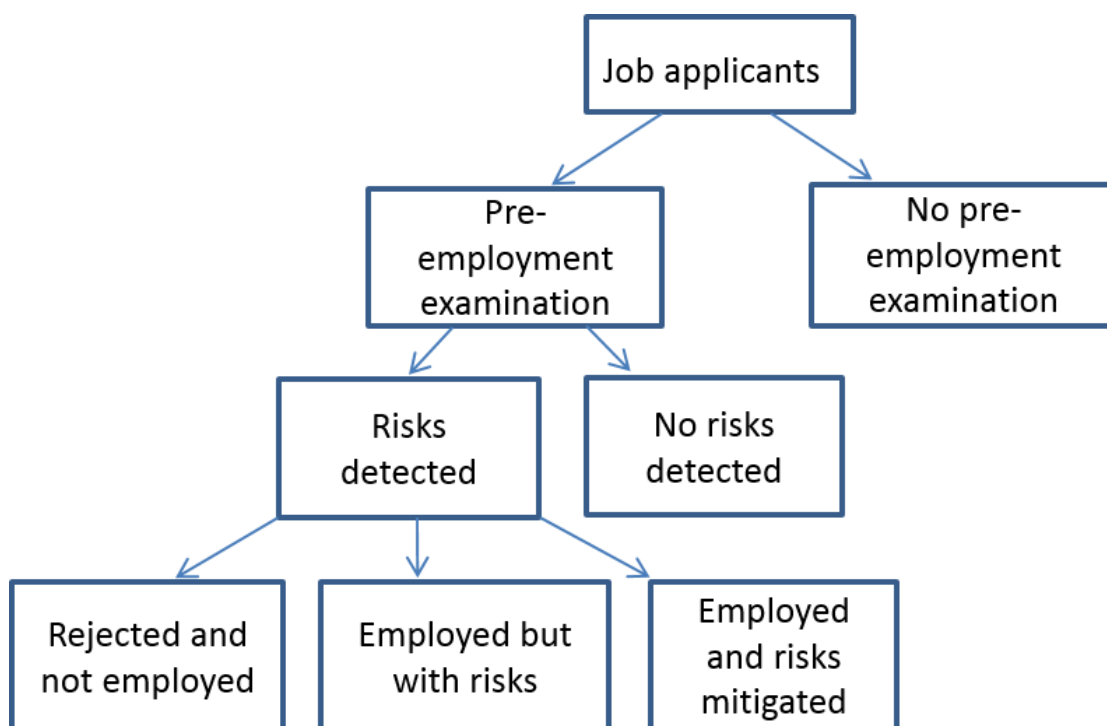 Job applicants
Pre-
employment
examination
No pre-
employment
examination
Risks
detected
No risks
detected
Rejected and
not employed
Employed but
with risks
Employed
and risks
mitigated